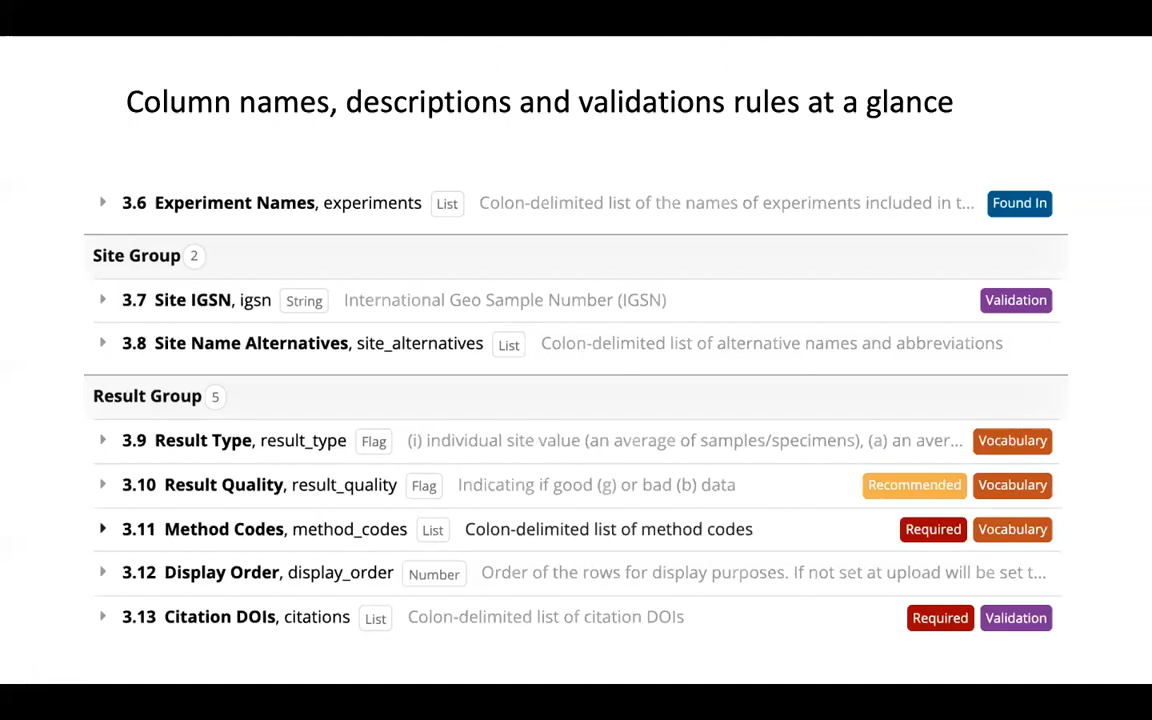 Column names, descriptions and validations rules at a glance
3.6 Experiment Names, experiments List Colon-delimited list of the names of experiments included in t... Found In
Site Group 2
3.7 Site IGSN, igsn String International Geo Sample Number (IGSN) Validation
3.8 Site Name Alternatives, site_alternatives List Colon-delimited list of alternative names and abbreviations
Result Group 5
3.9 Result Type, result_type Flag (i) individual site value (an average of samples/specimens), (a) an aver... Vocabulary
3.10 Result Quality, result_quality Flag Indicating if good (g) or bad (b) data Recommended Vocabulary
3.11 Method Codes, method_codes List Colon-delimited list of method codes Required Vocabulary
3.12 Display Order, display_order Number Order of the rows for display purposes. If not set at upload will be set t...
3.13 Citation DOIs, citations List Colon-delimited list of citation DOIs Required Validation